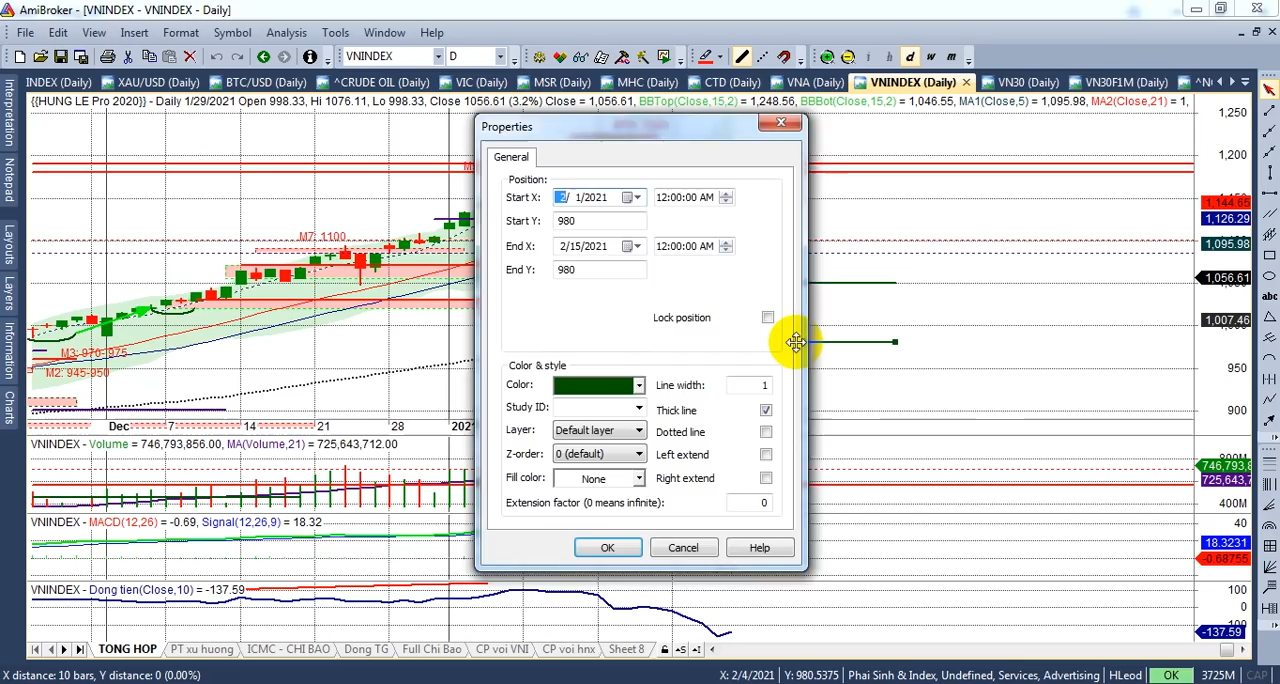 AmiBroker - [VNINDEX - VNINDEX - Daily]
File Edit View Insert Format Symbol Analysis Tools Window Help
VNINDEX D i h d w m
INDEX (Daily) XAU/USD (Daily) BTC/USD (Daily) ^CRUDE OIL (Daily) VIC (Daily) MSR (Daily) MHC (Daily) CTD (Daily) VNA (Daily) VNINDEX (Daily) VN30 (Daily) VN30F1M (Daily)
{{HUNG LE Pro 2020}} - Daily 1/29/2021 Open 998.33, Hi 1076.11, Lo 998.33, Close 1056.61 (3.2%) Close = 1,056.61, BBTop(Close,15,2) = 1,248.56, BBBot(Close,15,2) = 1,046.55, MA1(Close,5) = 1,095.98, MA2(Close,21) = 1,
Interpretation
Notepad
Layouts
Layers
Information
Charts
Properties
General
Position:
Start X: 2/ 1/2021 12:00:00 AM
Start Y: 980
End X: 2/15/2021 12:00:00 AM
End Y: 980
Lock position
Color & style
Color: Line width: 1
Study ID: Thick line
Layer: Default layer Dotted line
Z-order: 0 (default) Left extend
Fill color: None Right extend
Extension factor (0 means infinite): 0
OK Cancel Help
M7: 1100
M3: 970-975
M2: 945-950
1,250
1,200
1,144.65
1,126.29
1,095.98
1,056.61
1,007.46
950
900
Dec 7 14 21 28 2021
VNINDEX - Volume = 746,793,856.00, MA(Volume,21) = 725,643,712.00
746,793,8
725,643,7
400M
VNINDEX - MACD(12,26) = -0.69, Signal(12,26,9) = 18.32
40
18.3231
-0.68755
VNINDEX - Dong tien(Close,10) = -137.59
100
0
-137.59
TONG HOP PT xu huong ICMC - CHI BAO Dong TG Full Chi Bao CP voi VNI CP voi hnx Sheet 8
abc
X distance: 10 bars, Y distance: 0 (0.00%) X: 2/4/2021 Y: 980.5375 Phai Sinh & Index, Undefined, Services, Advertising HLeod OK 3725M CAP